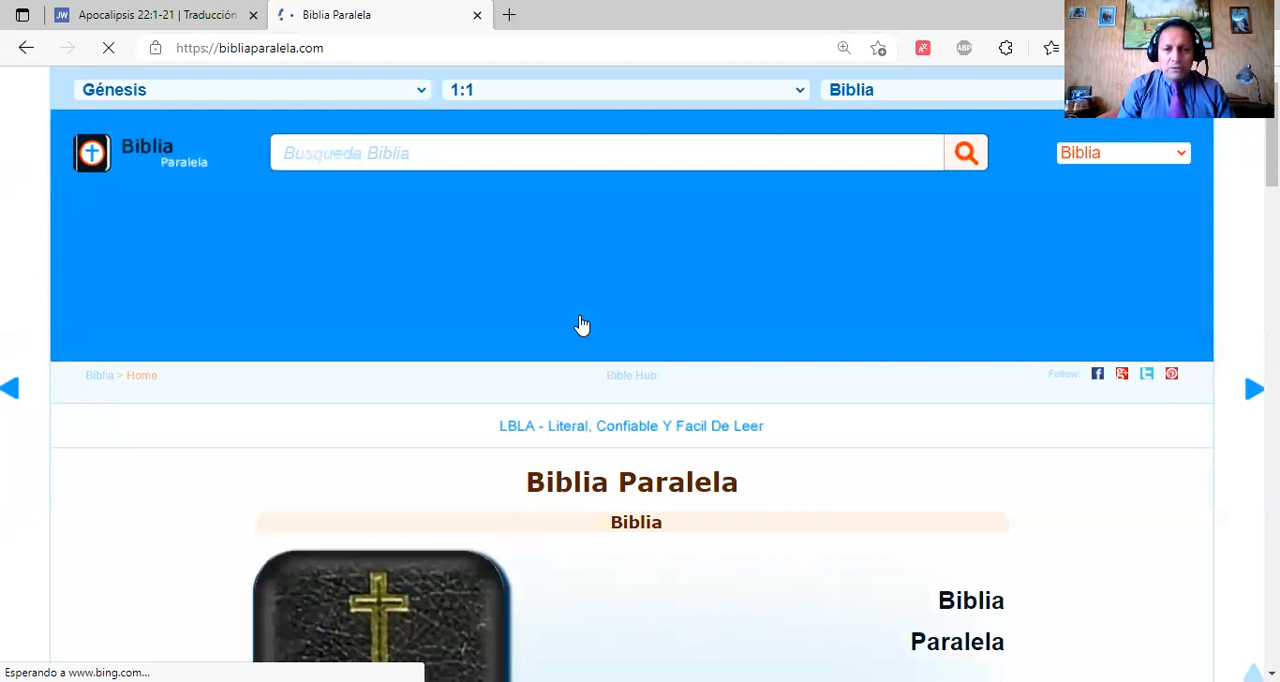 JW Apocalipsis 22:1-21 | Traducción
Biblia Paralela
https://bibliaparalela.com
ABP
Génesis
1:1
Biblia
Biblia
Paralela
Busqueda Biblia
Biblia
Biblia > Home
Bible Hub
Follow:
LBLA - Literal, Confiable Y Facil De Leer
Biblia Paralela
Biblia
Biblia
Paralela
Esperando a www.bing.com...